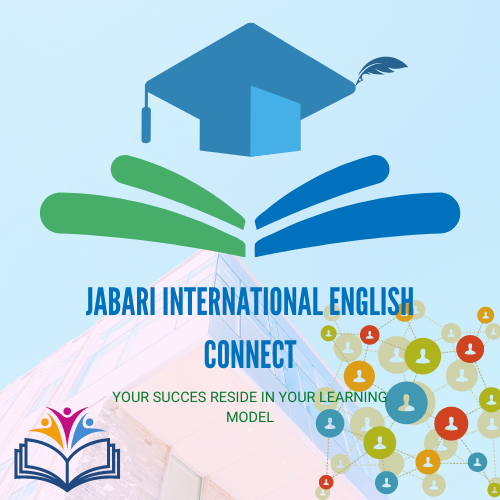 JABARI INTERNATIONAL ENGLISH
CONNECT
YOUR SUCCES RESIDE IN YOUR LEARNING
MODEL